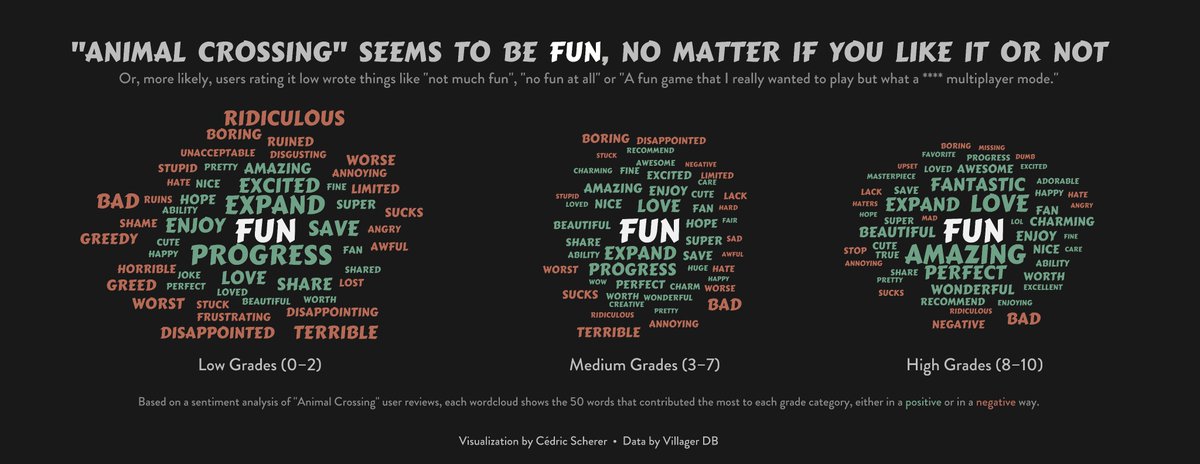 "ANIMAL CROSSING" SEEMS TO BE FUN, NO MATTER IF YOU LIKE IT OR NOT
Or, more likely, users rating it low wrote things like "not much fun", "no fun at all" or "A fun game that I really wanted to play but what a **** multiplayer mode."
RIDICULOUS
BORING
RUINED
UNACCEPTABLE DISGUSTING
WORSE
STUPID PRETTY AMAZING
ANNOYING
HATE NICE EXCITED FINE LIMITED
BAD RUINS HOPE EXPAND SUPER
ABILITY
SUCKS
SHAME ENJOY FUN SAVE ANGRY
GREEDY CUTE
HAPPY PROGRESS FAN AWFUL
HORRIBLE JOKE LOVE SHARED
GREED PERFECT SHARE LOST
LOVED
WORST STUCK BEAUTIFUL WORTH
FRUSTRATING DISAPPOINTING
DISAPPOINTED TERRIBLE
Low Grades (0–2)
BORING DISAPPOINTED
RECOMMEND
STUCK
AWESOME NEGATIVE
CHARMING FINE EXCITED LIMITED
CARE
AMAZING ENJOY CUTE LACK
STUPID
LOVED NICE LOVE FAN HARD
BEAUTIFUL FUN HOPE FAIR
SHARE SUPER SAD
ABILITY EXPAND SAVE AWFUL
WORST PROGRESS HUGE HATE
HAPPY
WOW PERFECT CHARM WORSE
SUCKS WORTH WONDERFUL
CREATIVE BAD
PRETTY
RIDICULOUS
ANNOYING
TERRIBLE
Medium Grades (3–7)
BORING MISSING
FAVORITE PROGRESS DUMB
UPSET LOVED AWESOME EXCITED
MASTERPIECE FANTASTIC ADORABLE
LACK SAVE HAPPY HATE
HATERS EXPAND LOVE FAN ANGRY
HOPE SUPER MAD LOL CHARMING
BEAUTIFUL FUN ENJOY FINE
STOP CUTE NICE CARE
TRUE AMAZING
ANNOYING ABILITY
SHARE PERFECT WORTH
PRETTY
SUCKS WONDERFUL EXCELLENT
RECOMMEND ENJOYING
RIDICULOUS
NEGATIVE BAD
High Grades (8–10)
Based on a sentiment analysis of "Animal Crossing" user reviews, each wordcloud shows the 50 words that contributed the most to each grade category, either in a positive or in a negative way.
Visualization by Cédric Scherer • Data by Villager DB